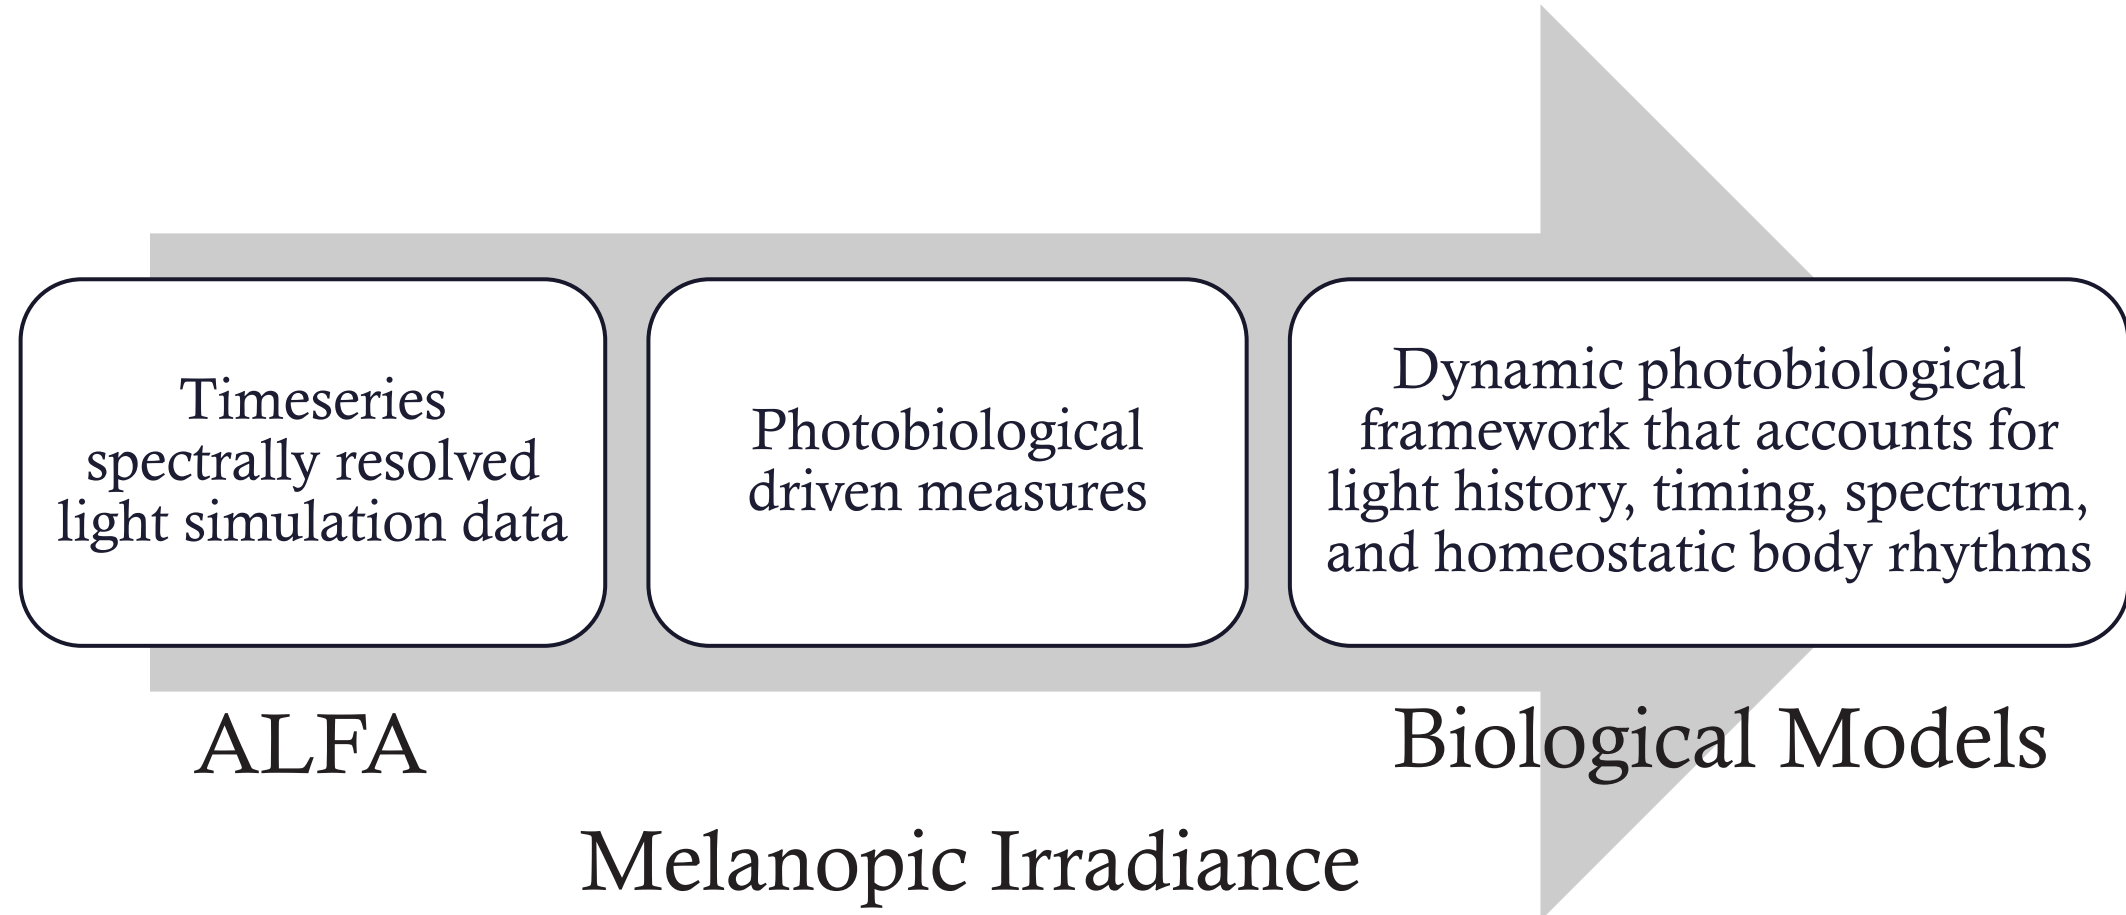 Timeseries
spectrally resolved
light simulation data
Photobiological
driven measures
Dynamic photobiological
framework that accounts for
light history, timing, spectrum,
and homeostatic body rhythms
ALFA
Melanopic Irradiance
Biological Models